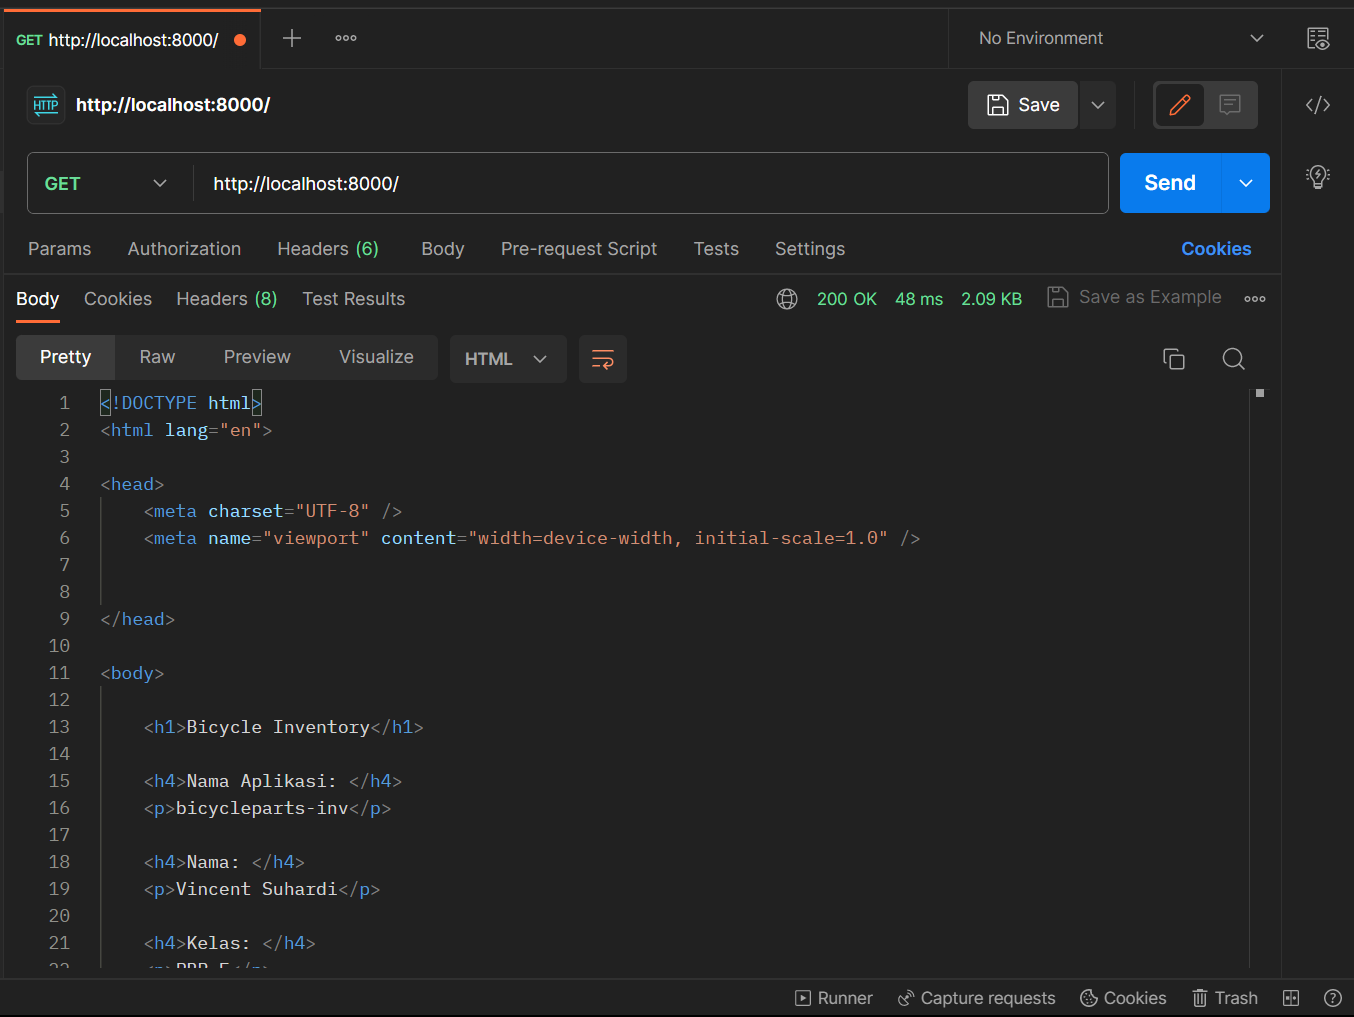 GET http://localhost:8000/
No Environment
HTTP http://localhost:8000/
Save
GET http://localhost:8000/
Send
Params Authorization Headers (6) Body Pre-request Script Tests Settings Cookies
Body Cookies Headers (8) Test Results 200 OK 48 ms 2.09 KB Save as Example
Pretty Raw Preview Visualize HTML
1 <!DOCTYPE html>
2 <html lang="en">
3
4 <head>
5 <meta charset="UTF-8" />
6 <meta name="viewport" content="width=device-width, initial-scale=1.0" />
7
8
9 </head>
10
11 <body>
12
13 <h1>Bicycle Inventory</h1>
14
15 <h4>Nama Aplikasi: </h4>
16 <p>bicycleparts-inv</p>
17
18 <h4>Nama: </h4>
19 <p>Vincent Suhardi</p>
20
21 <h4>Kelas: </h4>
Runner Capture requests Cookies Trash